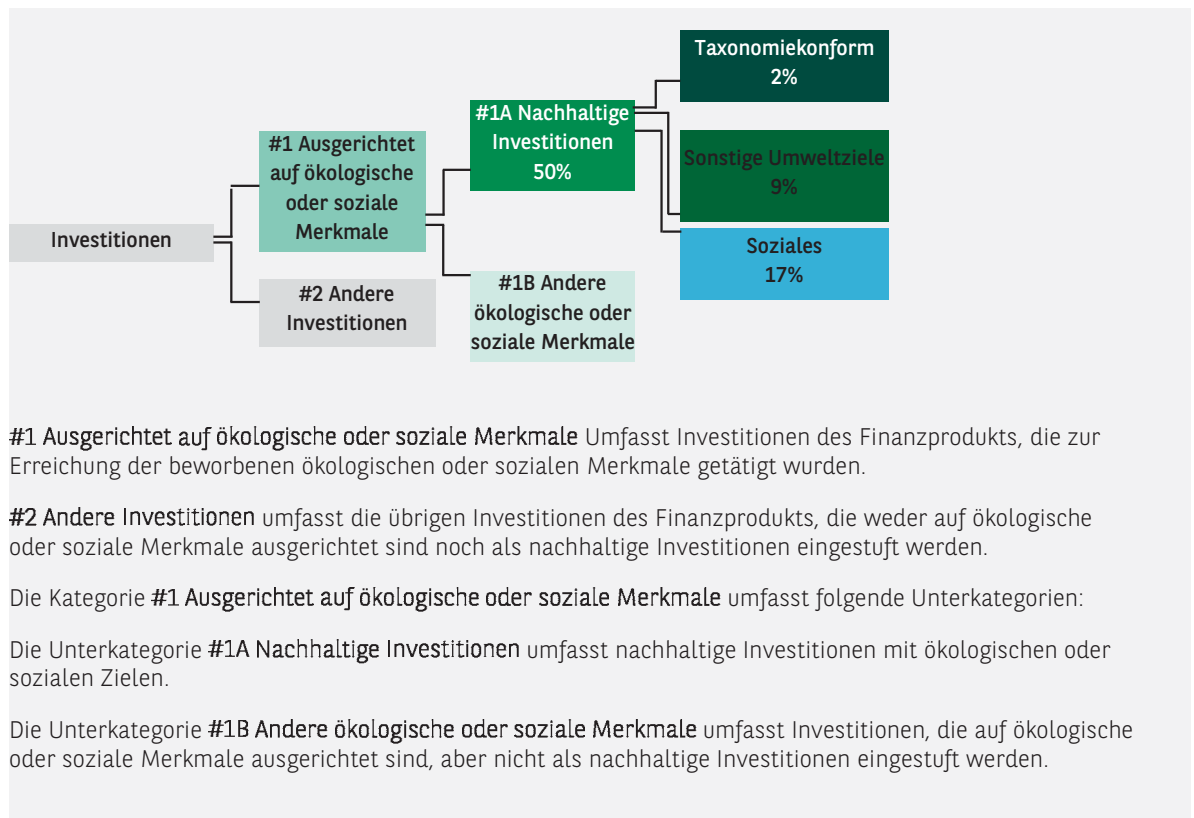 Taxonomiekonform
2%
#1A Nachhaltige
Investitionen
50%
#1 Ausgerichtet
auf ökologische
oder soziale
Merkmale
Sonstige Umweltziele
9%
Investitionen
Soziales
17%
#2 Andere
Investitionen
#1B Andere
ökologische oder
soziale Merkmale
#1 Ausgerichtet auf ökologische oder soziale Merkmale Umfasst Investitionen des Finanzprodukts, die zur
Erreichung der beworbenen ökologischen oder sozialen Merkmale getätigt wurden.
#2 Andere Investitionen umfasst die übrigen Investitionen des Finanzprodukts, die weder auf ökologische
oder soziale Merkmale ausgerichtet sind noch als nachhaltige Investitionen eingestuft werden.
Die Kategorie #1 Ausgerichtet auf ökologische oder soziale Merkmale umfasst folgende Unterkategorien:
Die Unterkategorie #1A Nachhaltige Investitionen umfasst nachhaltige Investitionen mit ökologischen oder
sozialen Zielen.
Die Unterkategorie #1B Andere ökologische oder soziale Merkmale umfasst Investitionen, die auf ökologische
oder soziale Merkmale ausgerichtet sind, aber nicht als nachhaltige Investitionen eingestuft werden.